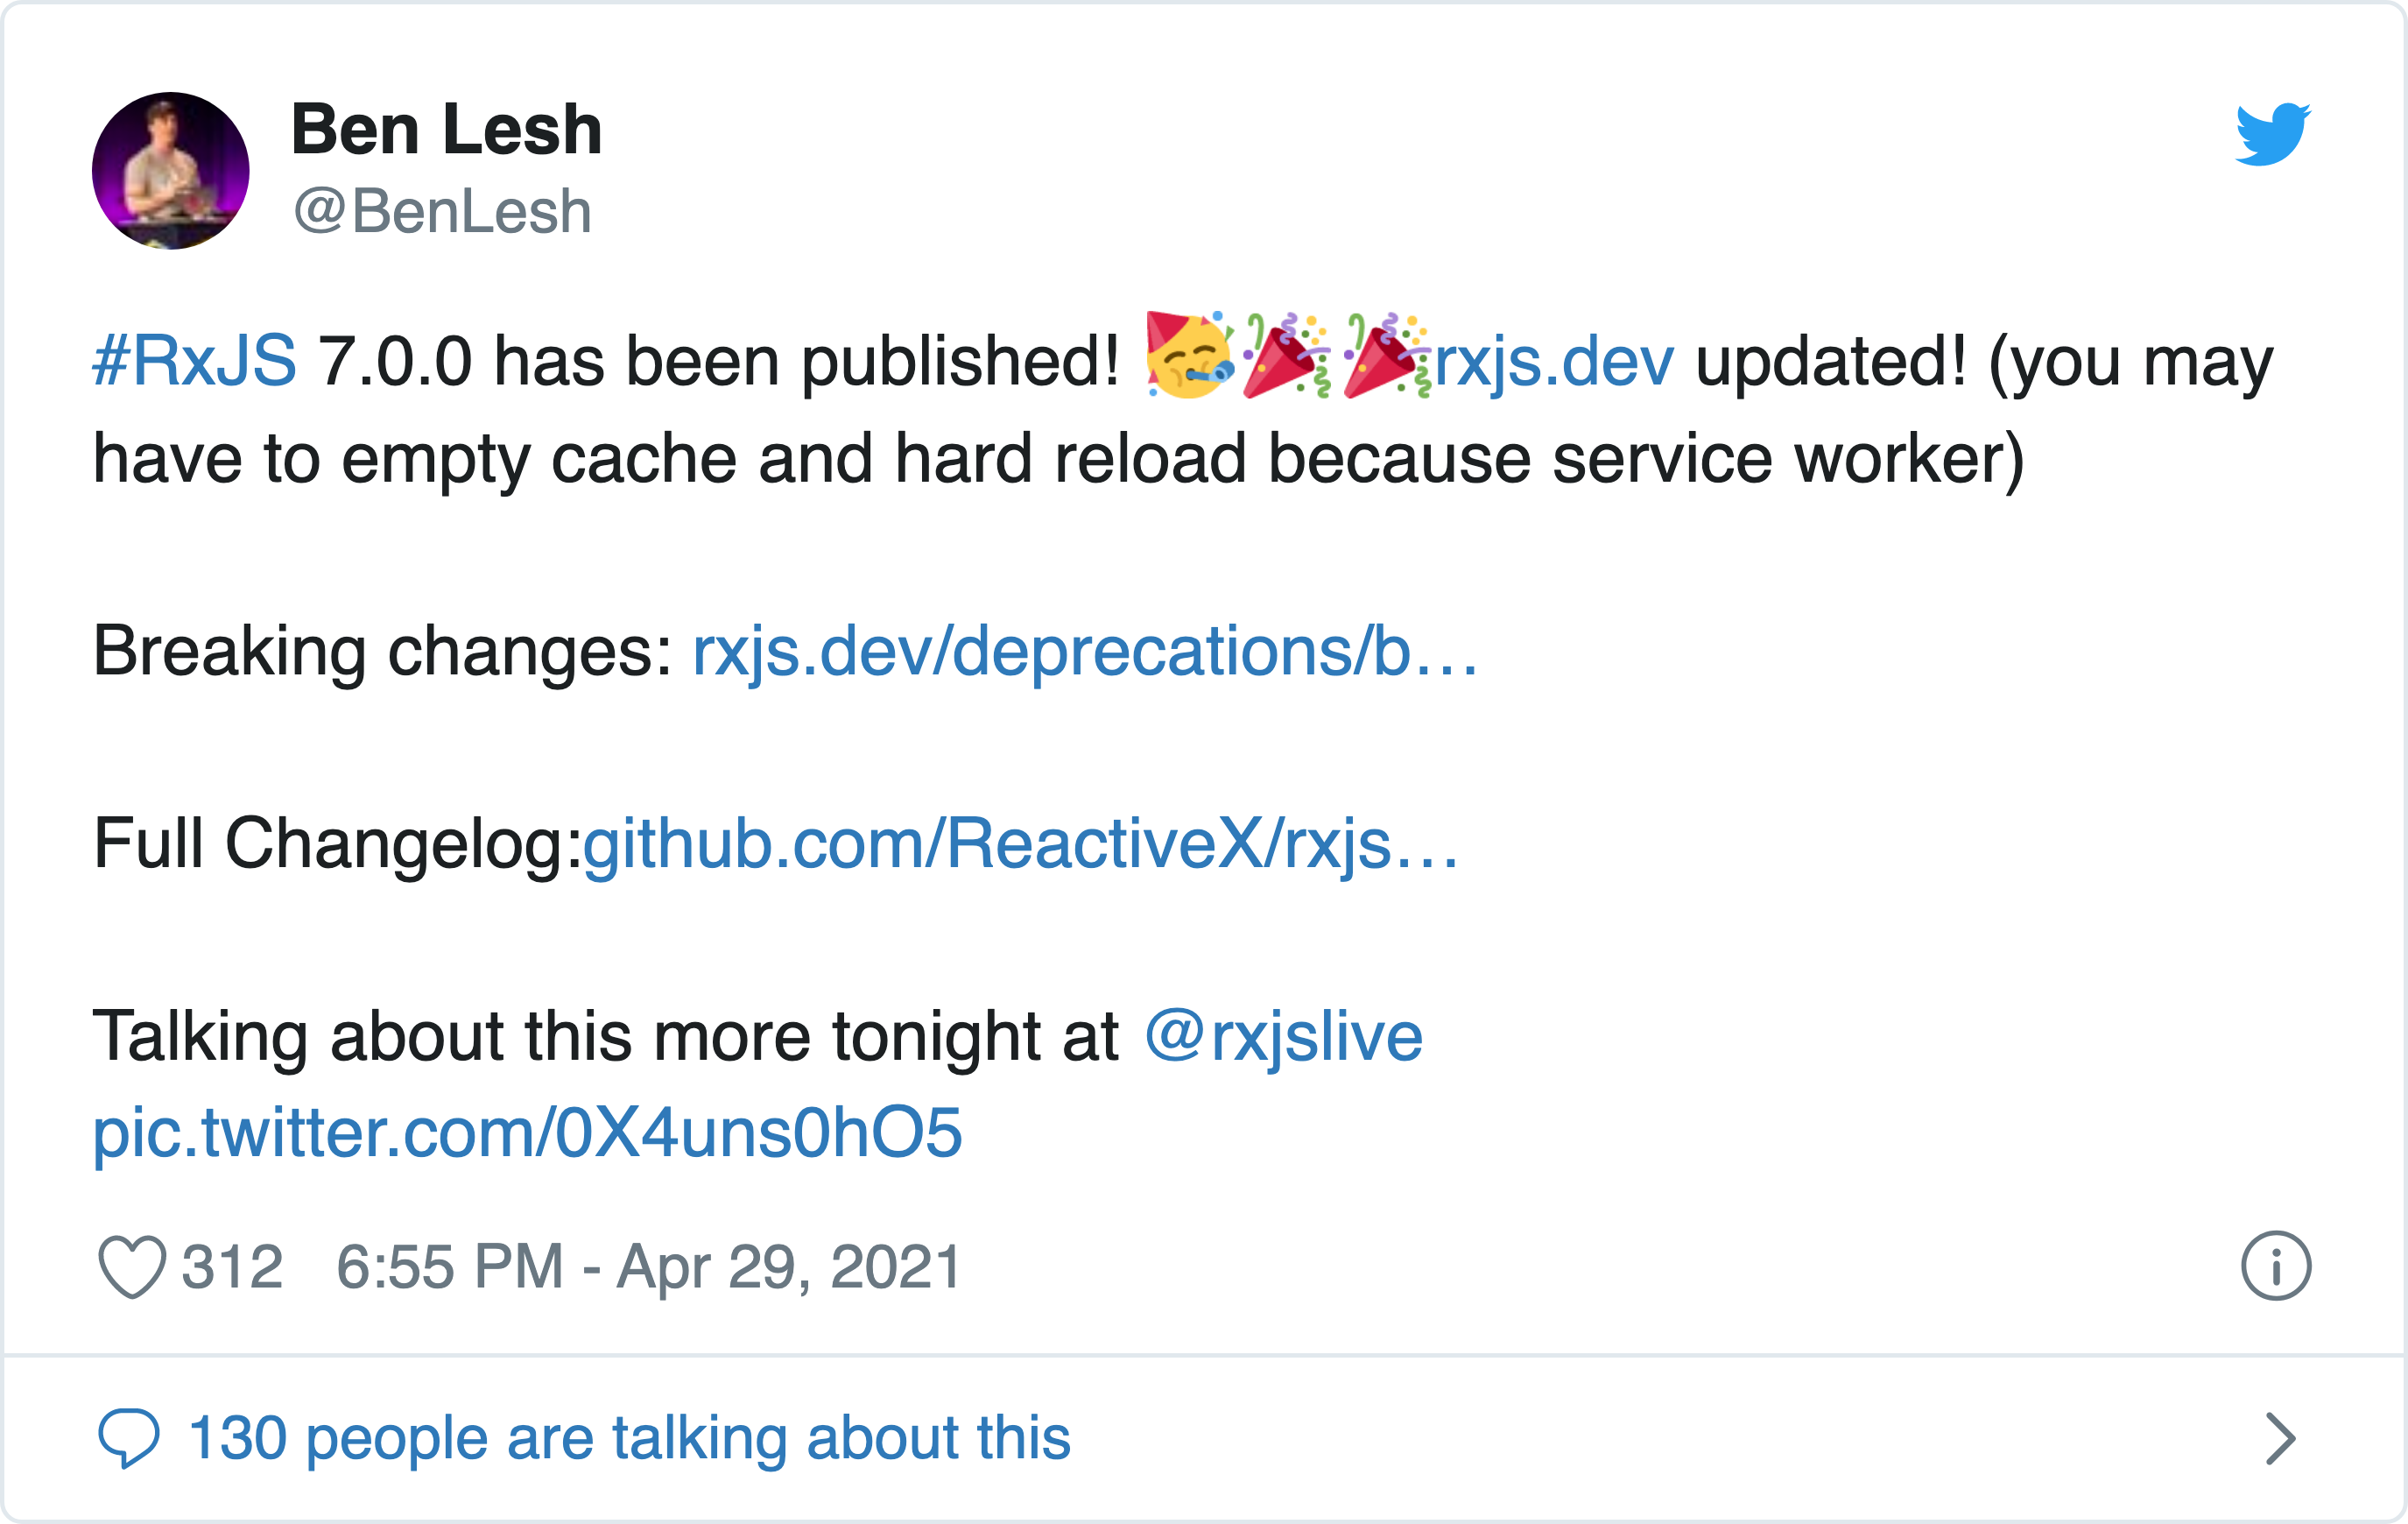 Ben Lesh
@BenLesh
#RxJS 7.0.0 has been published! 🥳🎉🎉rxjs.dev updated! (you may
have to empty cache and hard reload because service worker)
Breaking changes: rxjs.dev/deprecations/b…
Full Changelog:github.com/ReactiveX/rxjs…
Talking about this more tonight at @rxjslive
pic.twitter.com/0X4uns0hO5
312 6:55 PM - Apr 29, 2021
130 people are talking about this